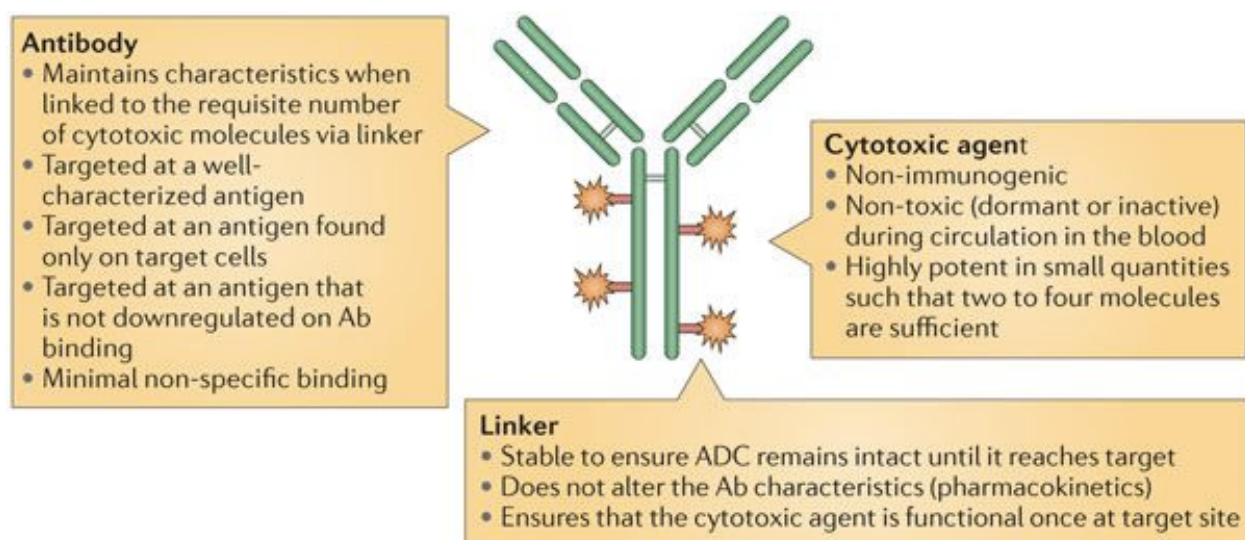 Antibody
• Maintains characteristics when
linked to the requisite number
of cytotoxic molecules via linker
• Targeted at a well-
characterized antigen
• Targeted at an antigen found
only on target cells
• Targeted at an antigen that
is not downregulated on Ab
binding
• Minimal non-specific binding
Cytotoxic agent
• Non-immunogenic
• Non-toxic (dormant or inactive)
during circulation in the blood
• Highly potent in small quantities
such that two to four molecules
are sufficient
Linker
• Stable to ensure ADC remains intact until it reaches target
• Does not alter the Ab characteristics (pharmacokinetics)
• Ensures that the cytotoxic agent is functional once at target site